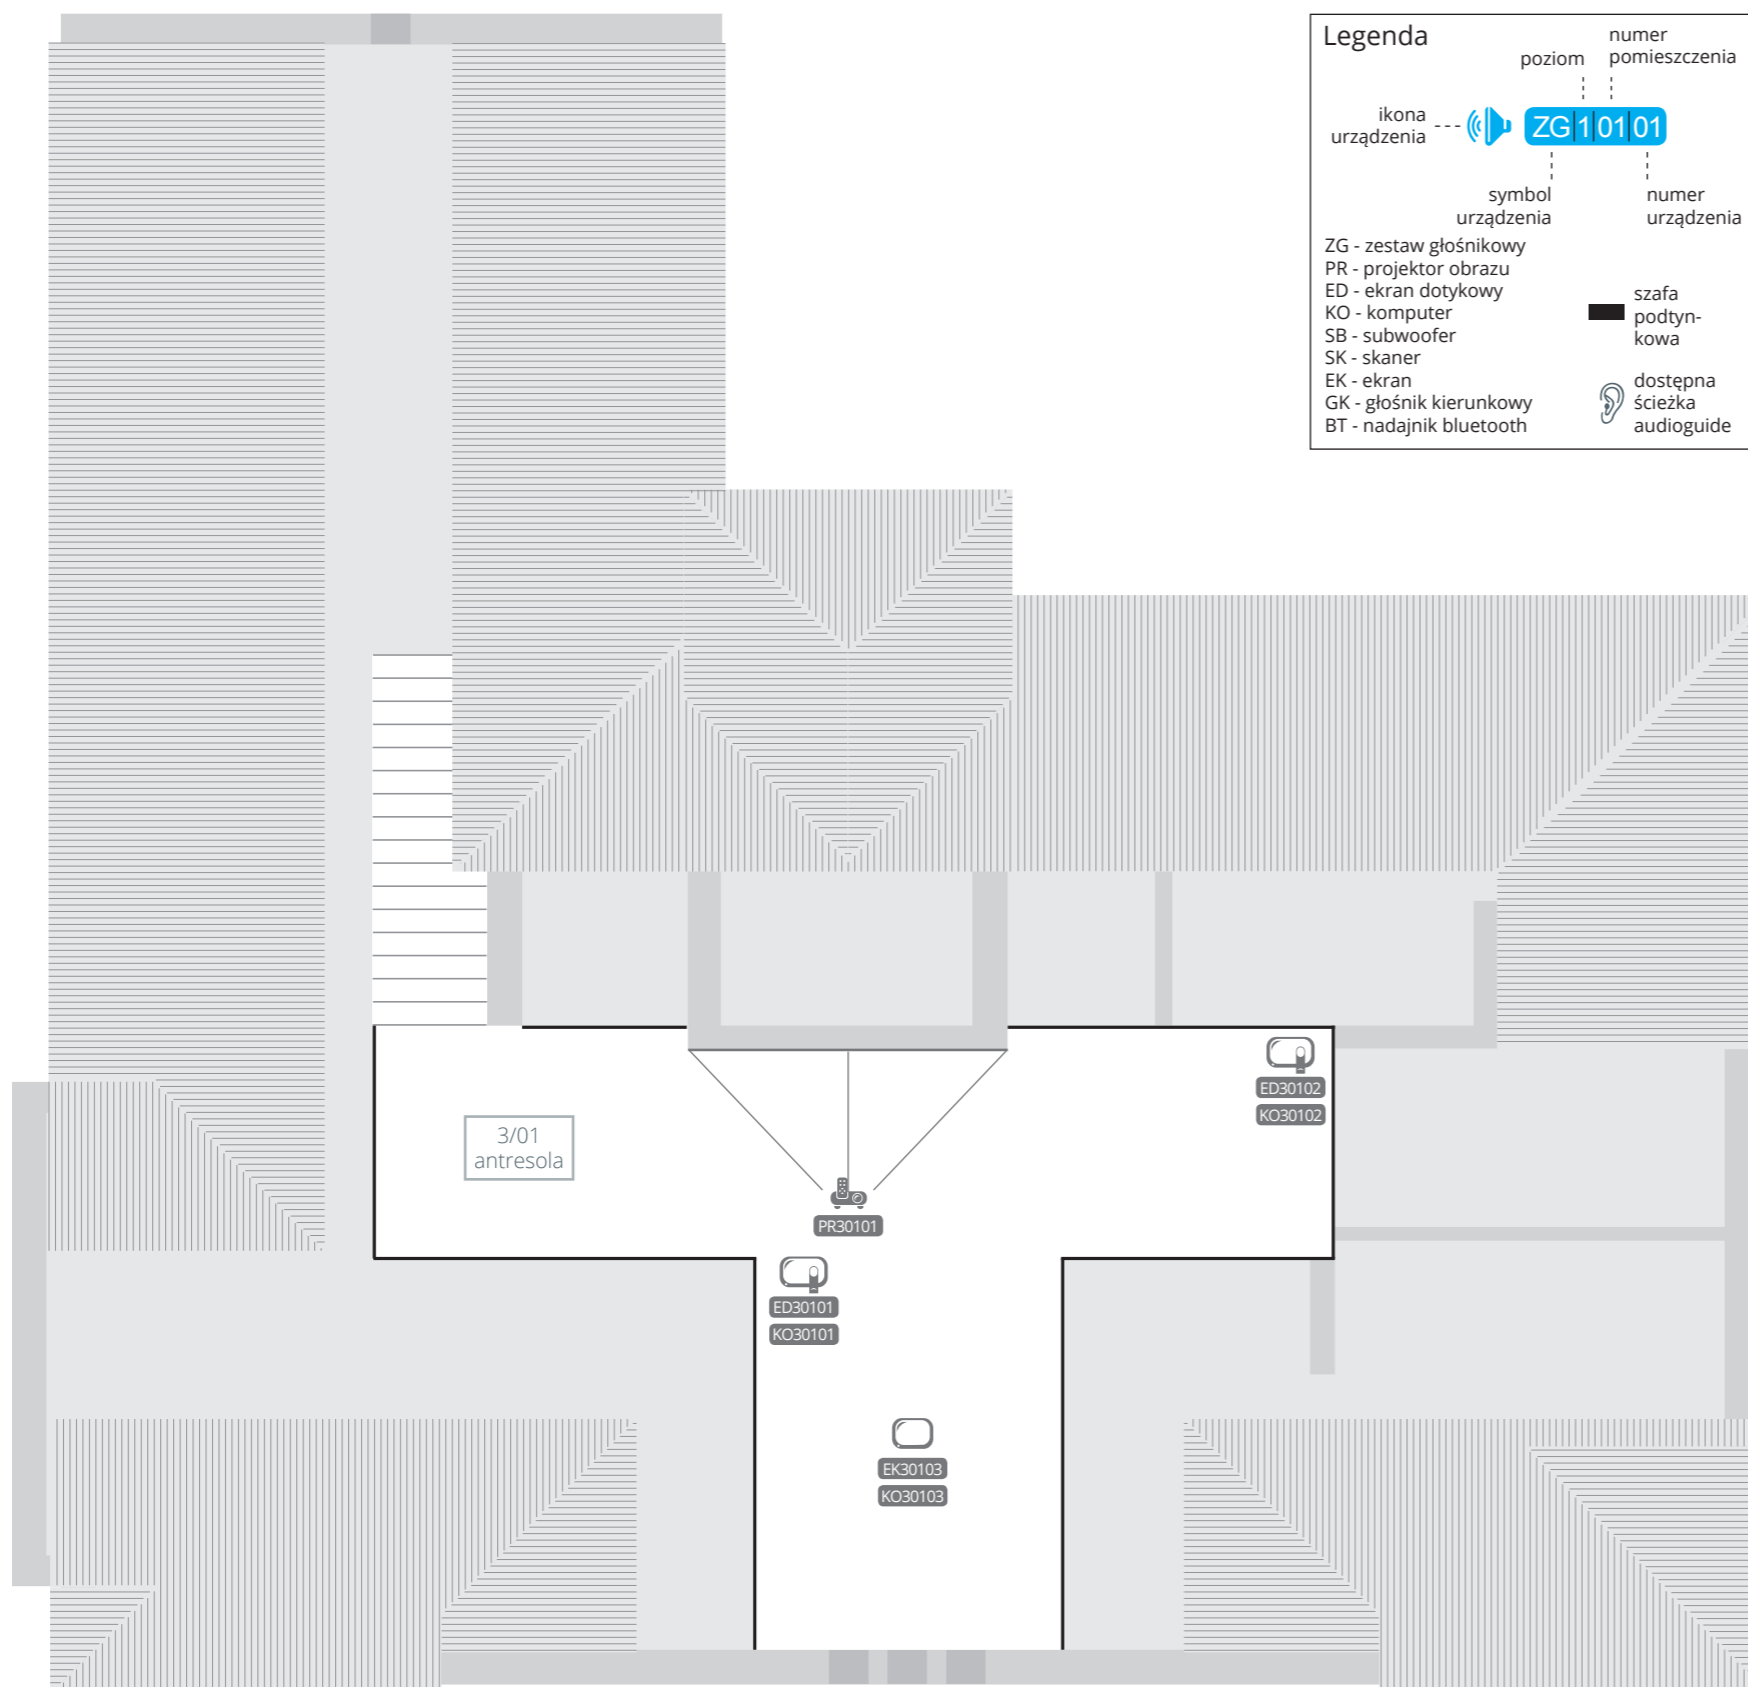 Legenda
numer
pomieszczenia
poziom
ikona
urządzenia
ZG|1|01|01
symbol
urządzenia
numer
urządzenia
ZG - zestaw głośnikowy
PR - projektor obrazu
ED - ekran dotykowy
KO - komputer
SB - subwoofer
SK - skaner
EK - ekran
GK - głośnik kierunkowy
BT - nadajnik bluetooth
szafa
podtyn-
kowa
dostępna
ścieżka
audioguide
ED30102
KO30102
3/01
antresola
PR30101
ED30101
KO30101
EK30103
KO30103